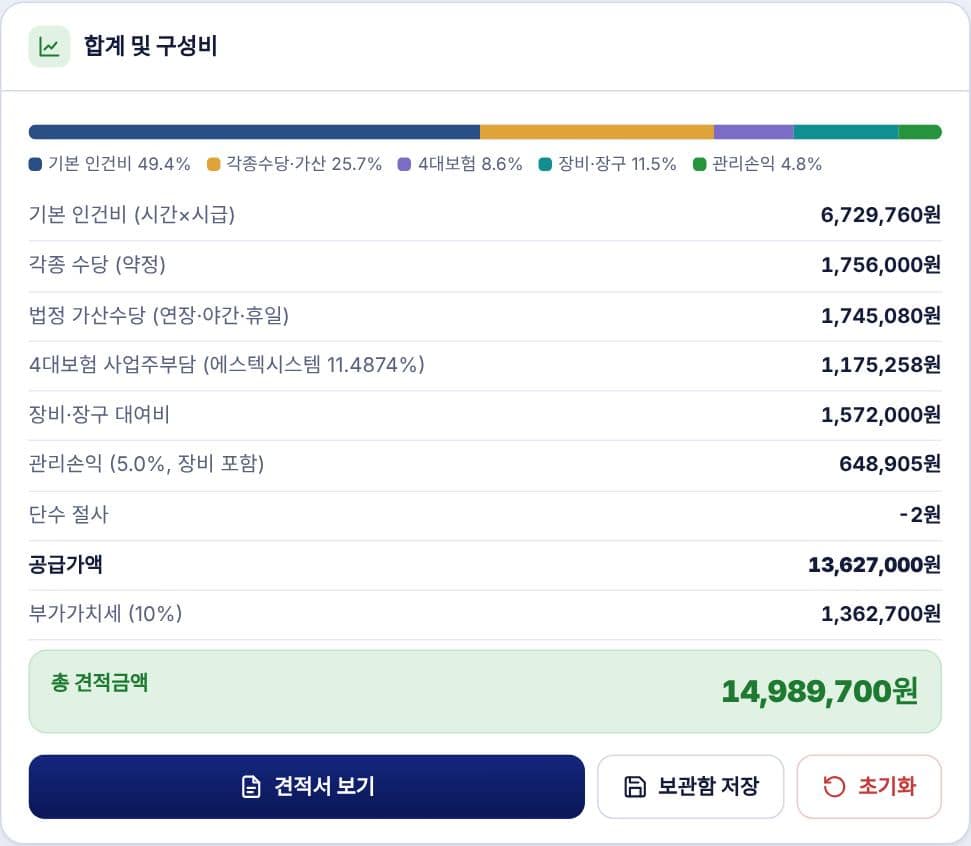 합계 및 구성비
기본 인건비 49.4% 각종수당·가산 25.7% 4대보험 8.6% 장비·장구 11.5% 관리손익 4.8%
기본 인건비 (시간×시급) 6,729,760원
각종 수당 (약정) 1,756,000원
법정 가산수당 (연장·야간·휴일) 1,745,080원
4대보험 사업주부담 (에스텍시스템 11.4874%) 1,175,258원
장비·장구 대여비 1,572,000원
관리손익 (5.0%, 장비 포함) 648,905원
단수 절사 -2원
공급가액 13,627,000원
부가가치세 (10%) 1,362,700원
총 견적금액 14,989,700원
견적서 보기 보관함 저장 초기화